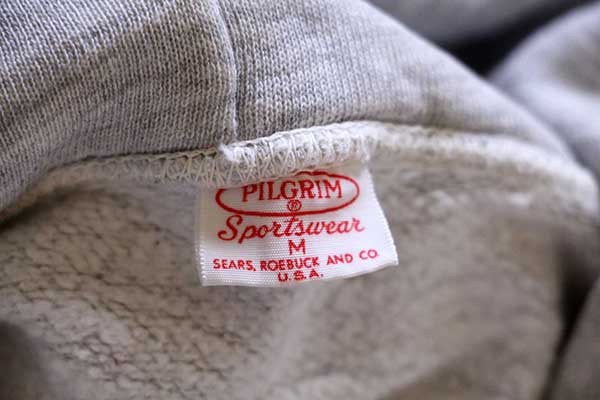 PILGRIM
®
Sportswear
M
SEARS, ROEBUCK AND CO.
U.S.A.